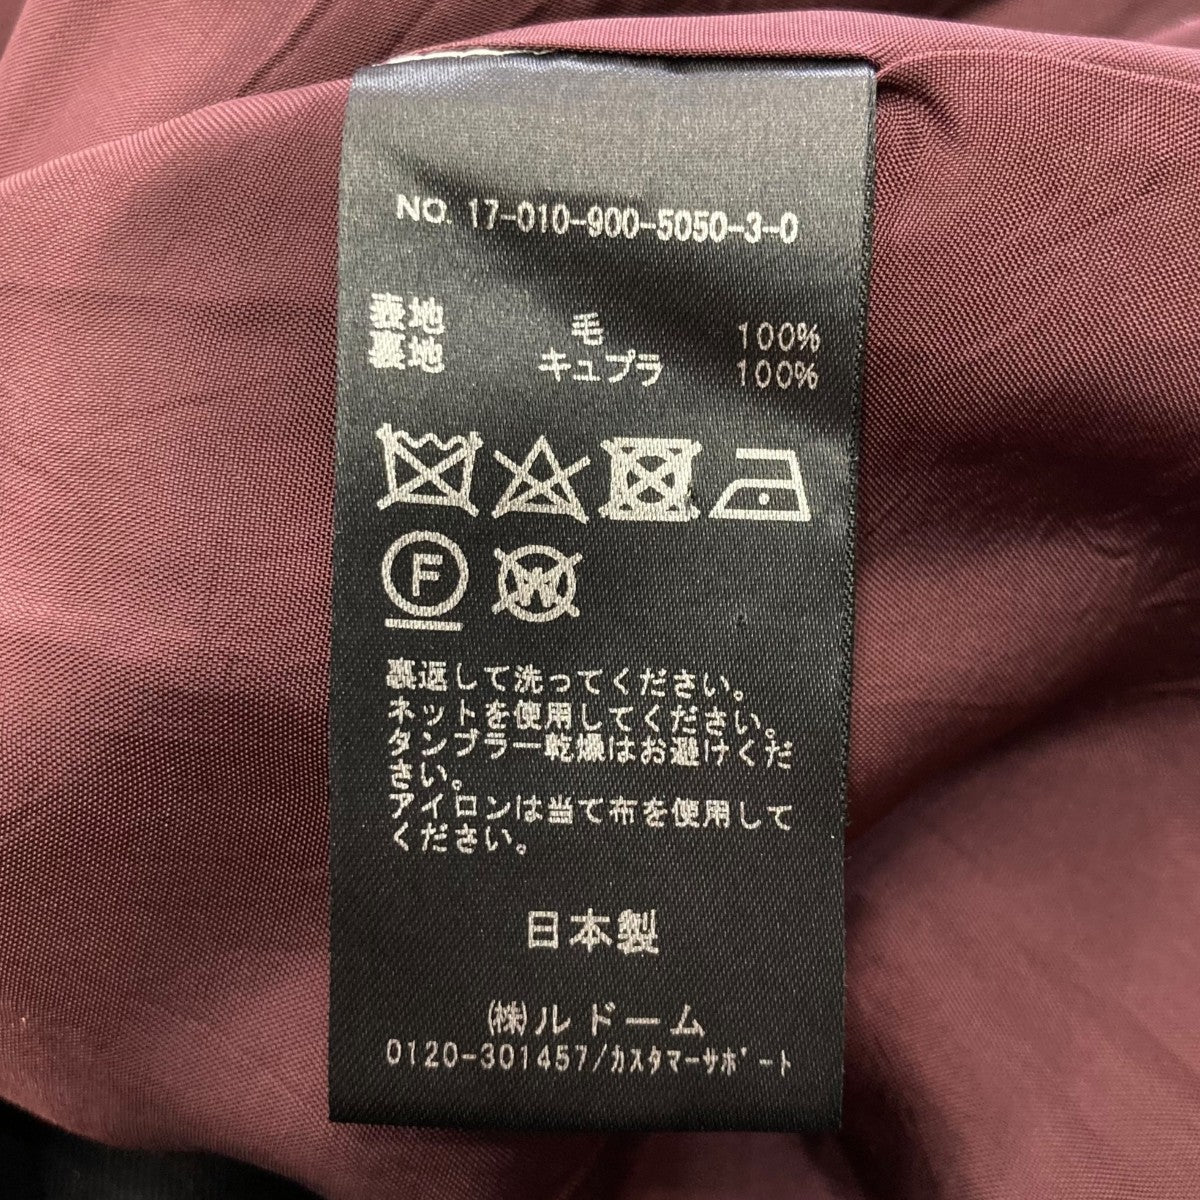 NO. 17-010-900-5050-3-0
表地 毛 100%
裏地 キュプラ 100%
F
W
裏返して洗ってください。
ネットを使用してください。
タンブラー乾燥はお避けくだ
さい。
アイロンは当て布を使用して
ください。
日本製
㈱ルドーム
0120-301457/ｶｽﾀﾏｰｻﾎﾟｰﾄ